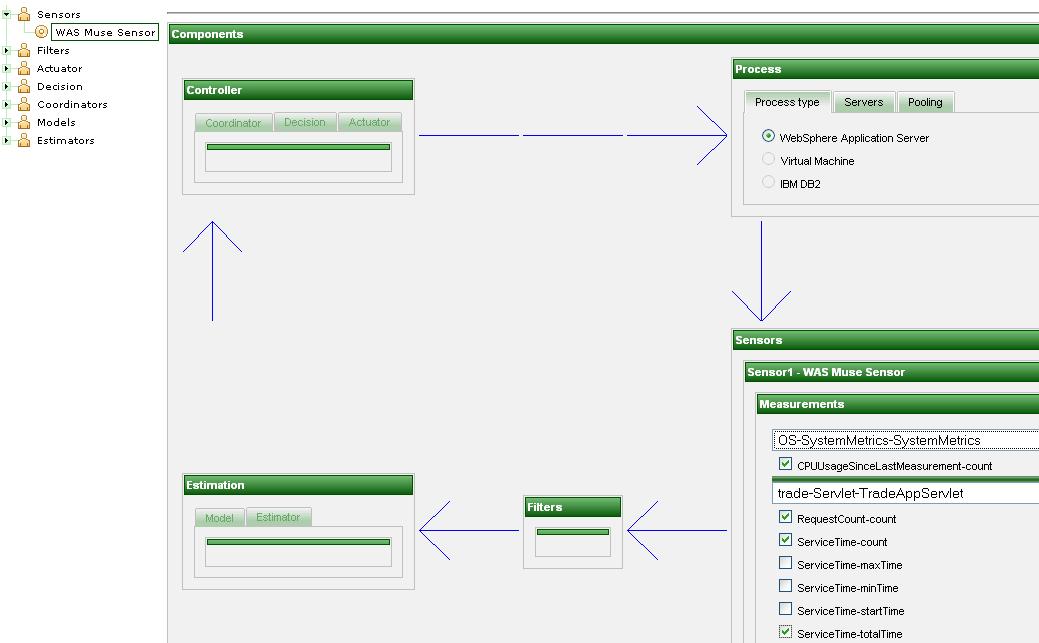 Sensors
WAS Muse Sensor
Filters
Actuator
Decision
Coordinators
Models
Estimators
Components
Controller
Coordinator Decision Actuator
Process
Process type Servers Pooling
WebSphere Application Server
Virtual Machine
IBM DB2
Sensors
Sensor1 - WAS Muse Sensor
Measurements
OS-SystemMetrics-SystemMetrics
CPUUsageSinceLastMeasurement-count
trade-Servlet-TradeAppServlet
RequestCount-count
ServiceTime-count
ServiceTime-maxTime
ServiceTime-minTime
ServiceTime-startTime
ServiceTime-totalTime
Filters
Estimation
Model Estimator